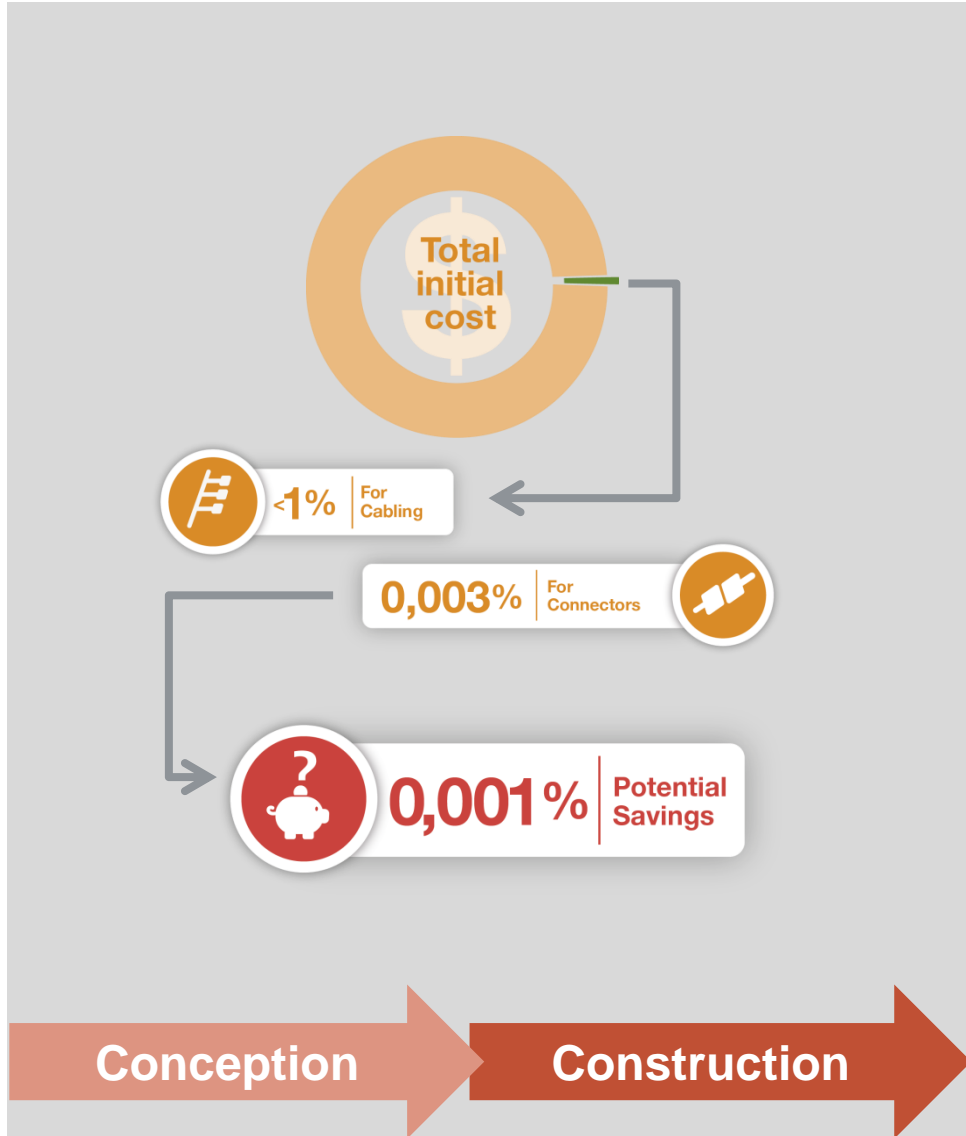 $
Total
initial
cost
<1%
For
Cabling
0,003%
For
Connectors
?
0,001%
Potential
Savings
Conception
Construction